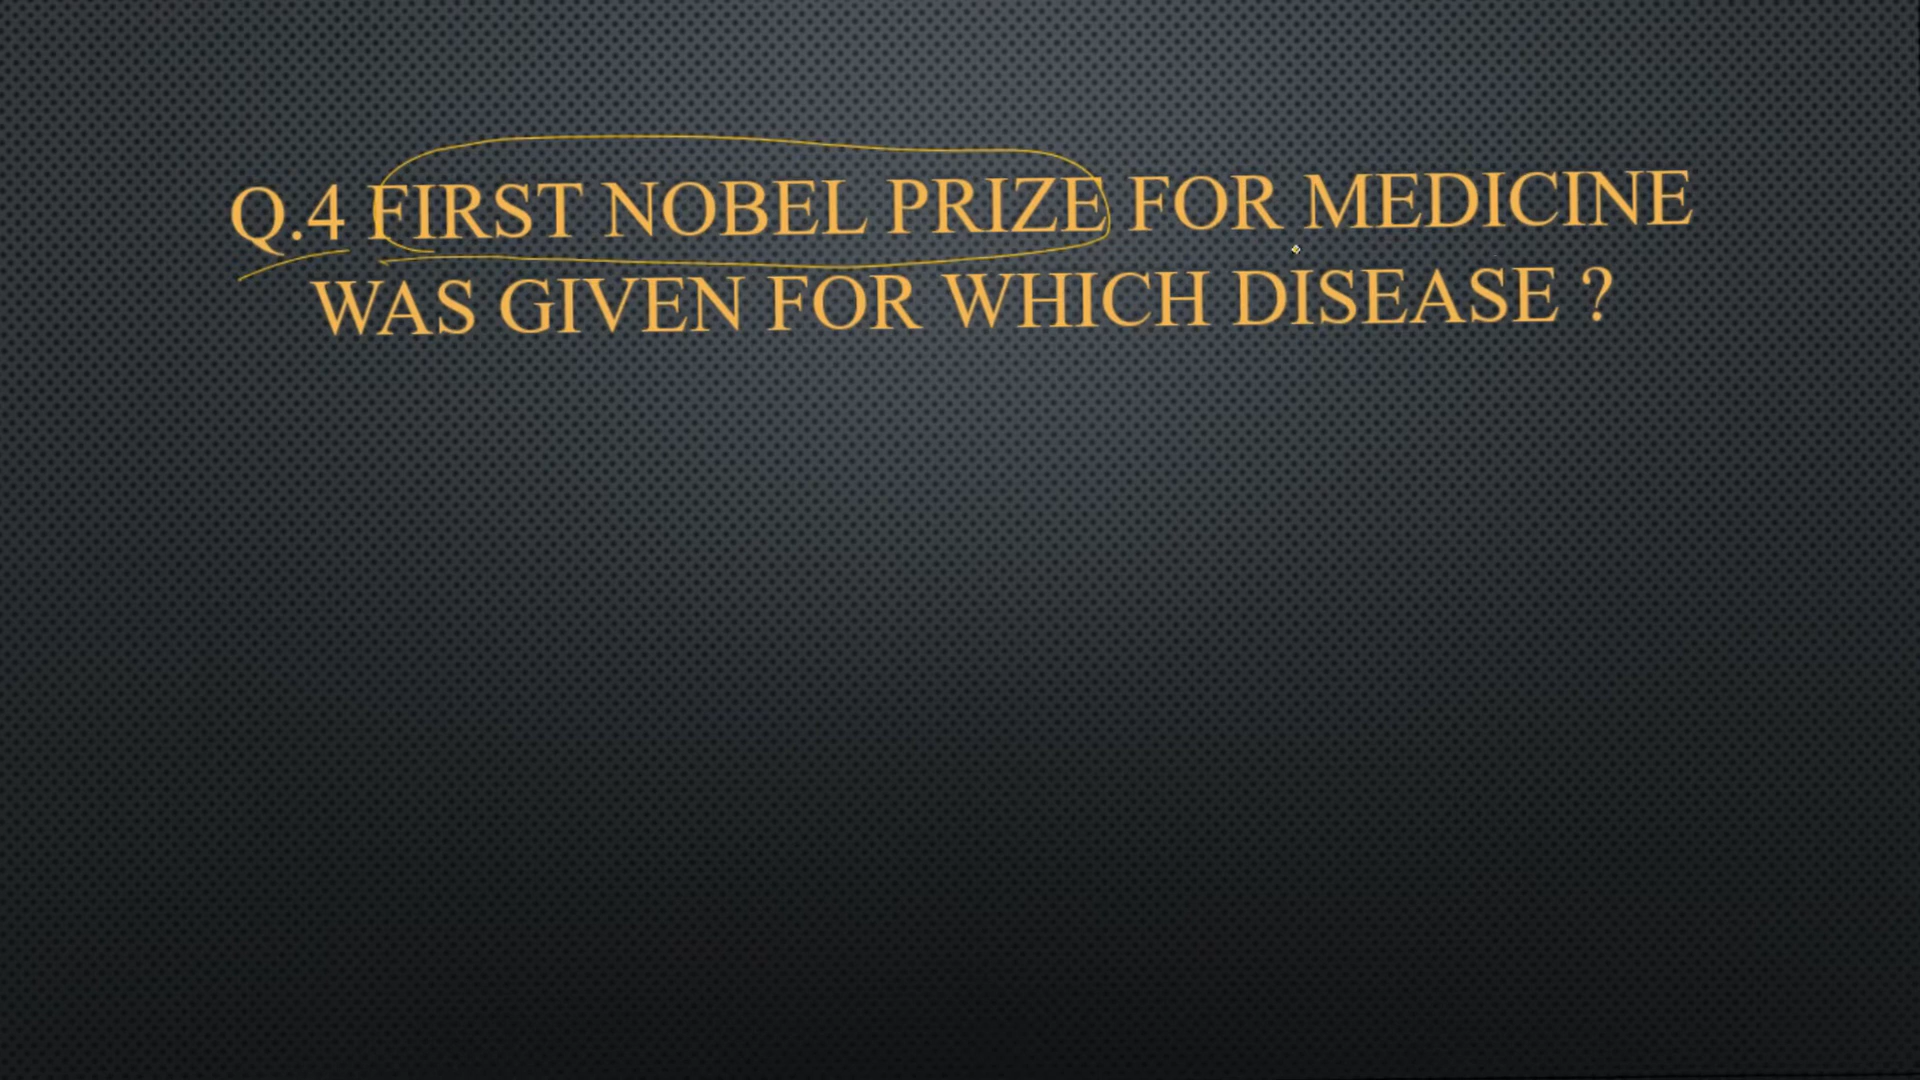 Q.4 FIRST NOBEL PRIZE FOR MEDICINE
WAS GIVEN FOR WHICH DISEASE ?